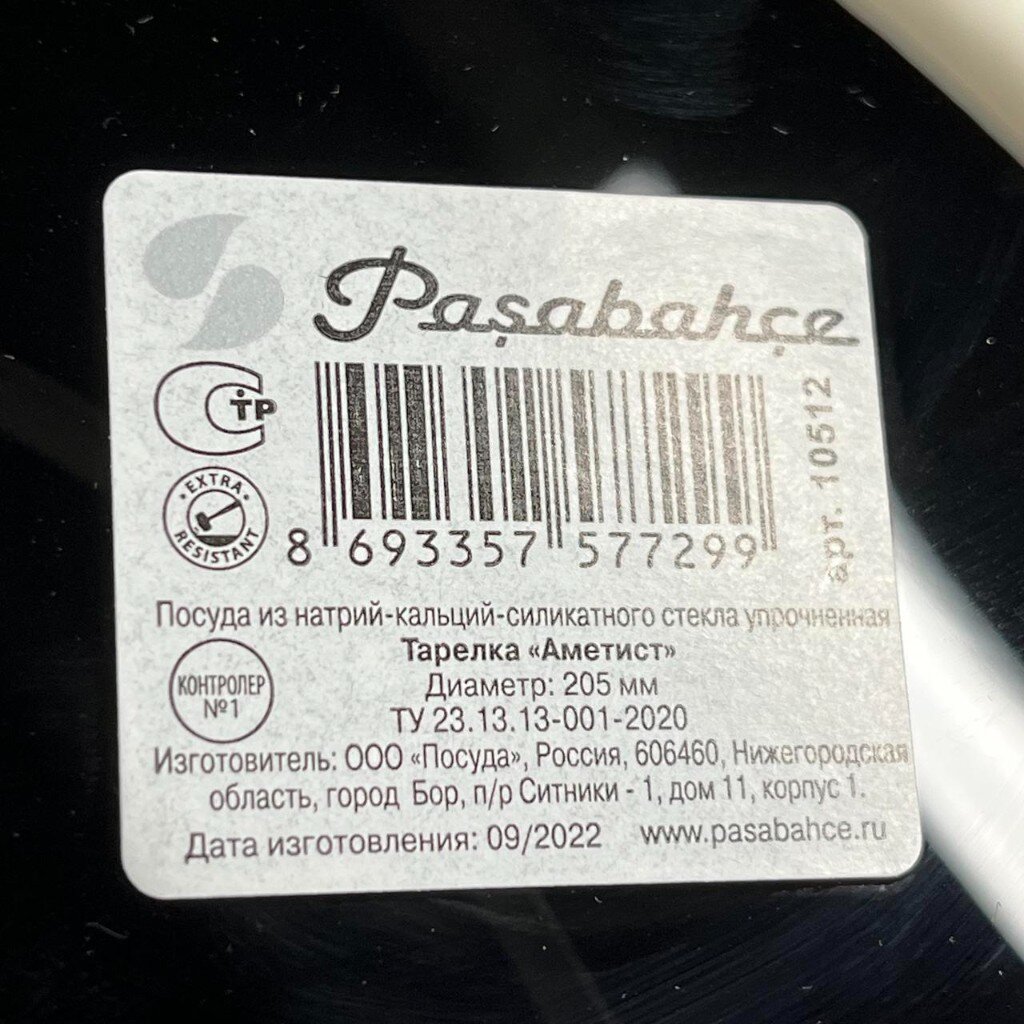 Paşabahçe
арт. 10512
СТР
EXTRA RESISTANT
8 693357 577299
Посуда из натрий-кальций-силикатного стекла упрочненная
Тарелка «Аметист»
КОНТРОЛЕР
№1
Диаметр: 205 мм
ТУ 23.13.13-001-2020
Изготовитель: ООО «Посуда», Россия, 606460, Нижегородская
область, город Бор, п/р Ситники - 1, дом 11, корпус 1.
Дата изготовления: 09/2022 www.pasabahce.ru